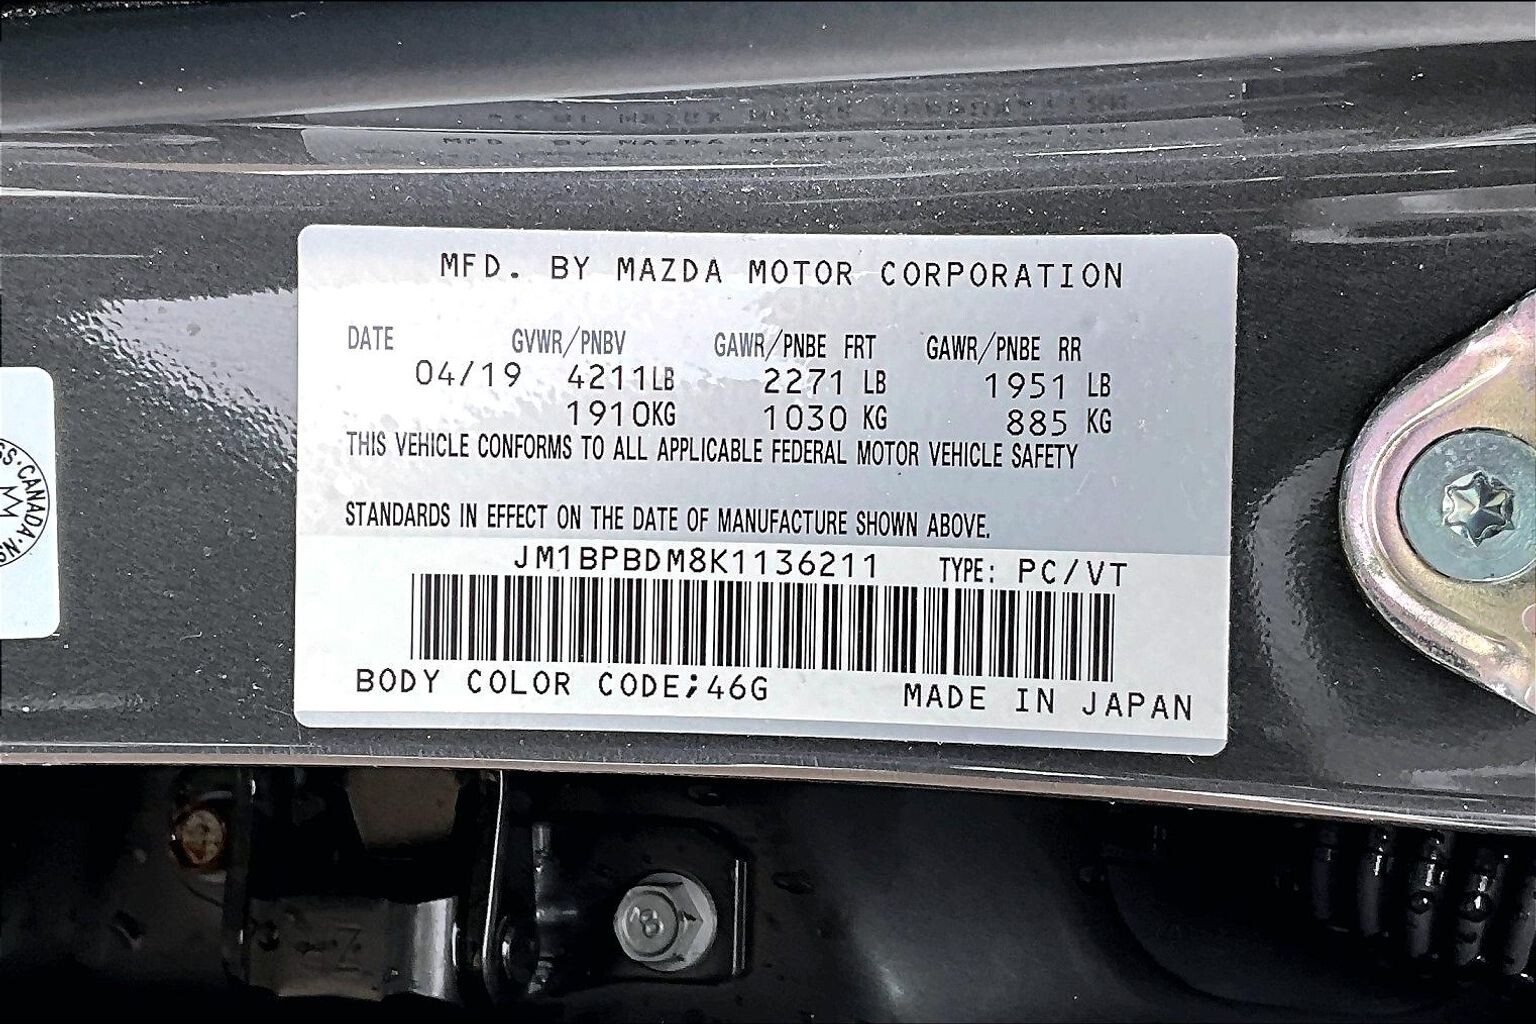 MFD. BY MAZDA MOTOR CORPORATION
DATE GVWR/PNBV GAWR/PNBE FRT GAWR/PNBE RR
04/19 4211LB 2271 LB 1951 LB
1910KG 1030 KG 885 KG
THIS VEHICLE CONFORMS TO ALL APPLICABLE FEDERAL MOTOR VEHICLE SAFETY
STANDARDS IN EFFECT ON THE DATE OF MANUFACTURE SHOWN ABOVE.
JM1BPBDM8K1136211 TYPE: PC/VT
BODY COLOR CODE;46G MADE IN JAPAN
CANADA
8